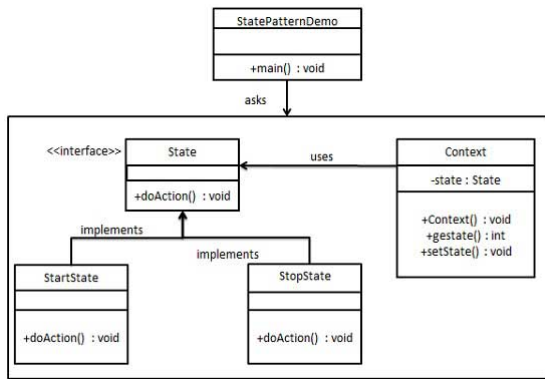 StatePatternDemo
+main() : void
asks
<<interface>>
State
+doAction() : void
uses
Context
-state : State
+Context() : void
+gestate() : int
+setState() : void
implements
implements
StartState
+doAction() : void
StopState
+doAction() : void